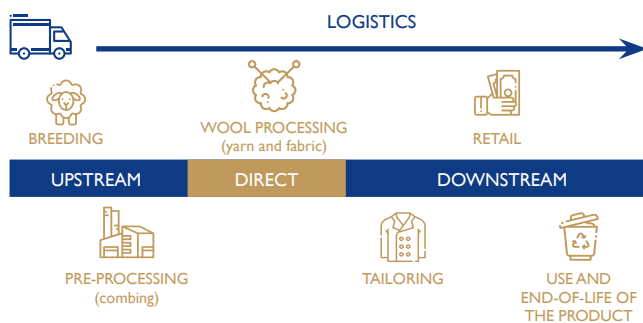 LOGISTICS
BREEDING
WOOL PROCESSING
(yarn and fabric)
RETAIL
UPSTREAM
DIRECT
DOWNSTREAM
PRE-PROCESSING
(combing)
TAILORING
USE AND
END-OF-LIFE OF
THE PRODUCT